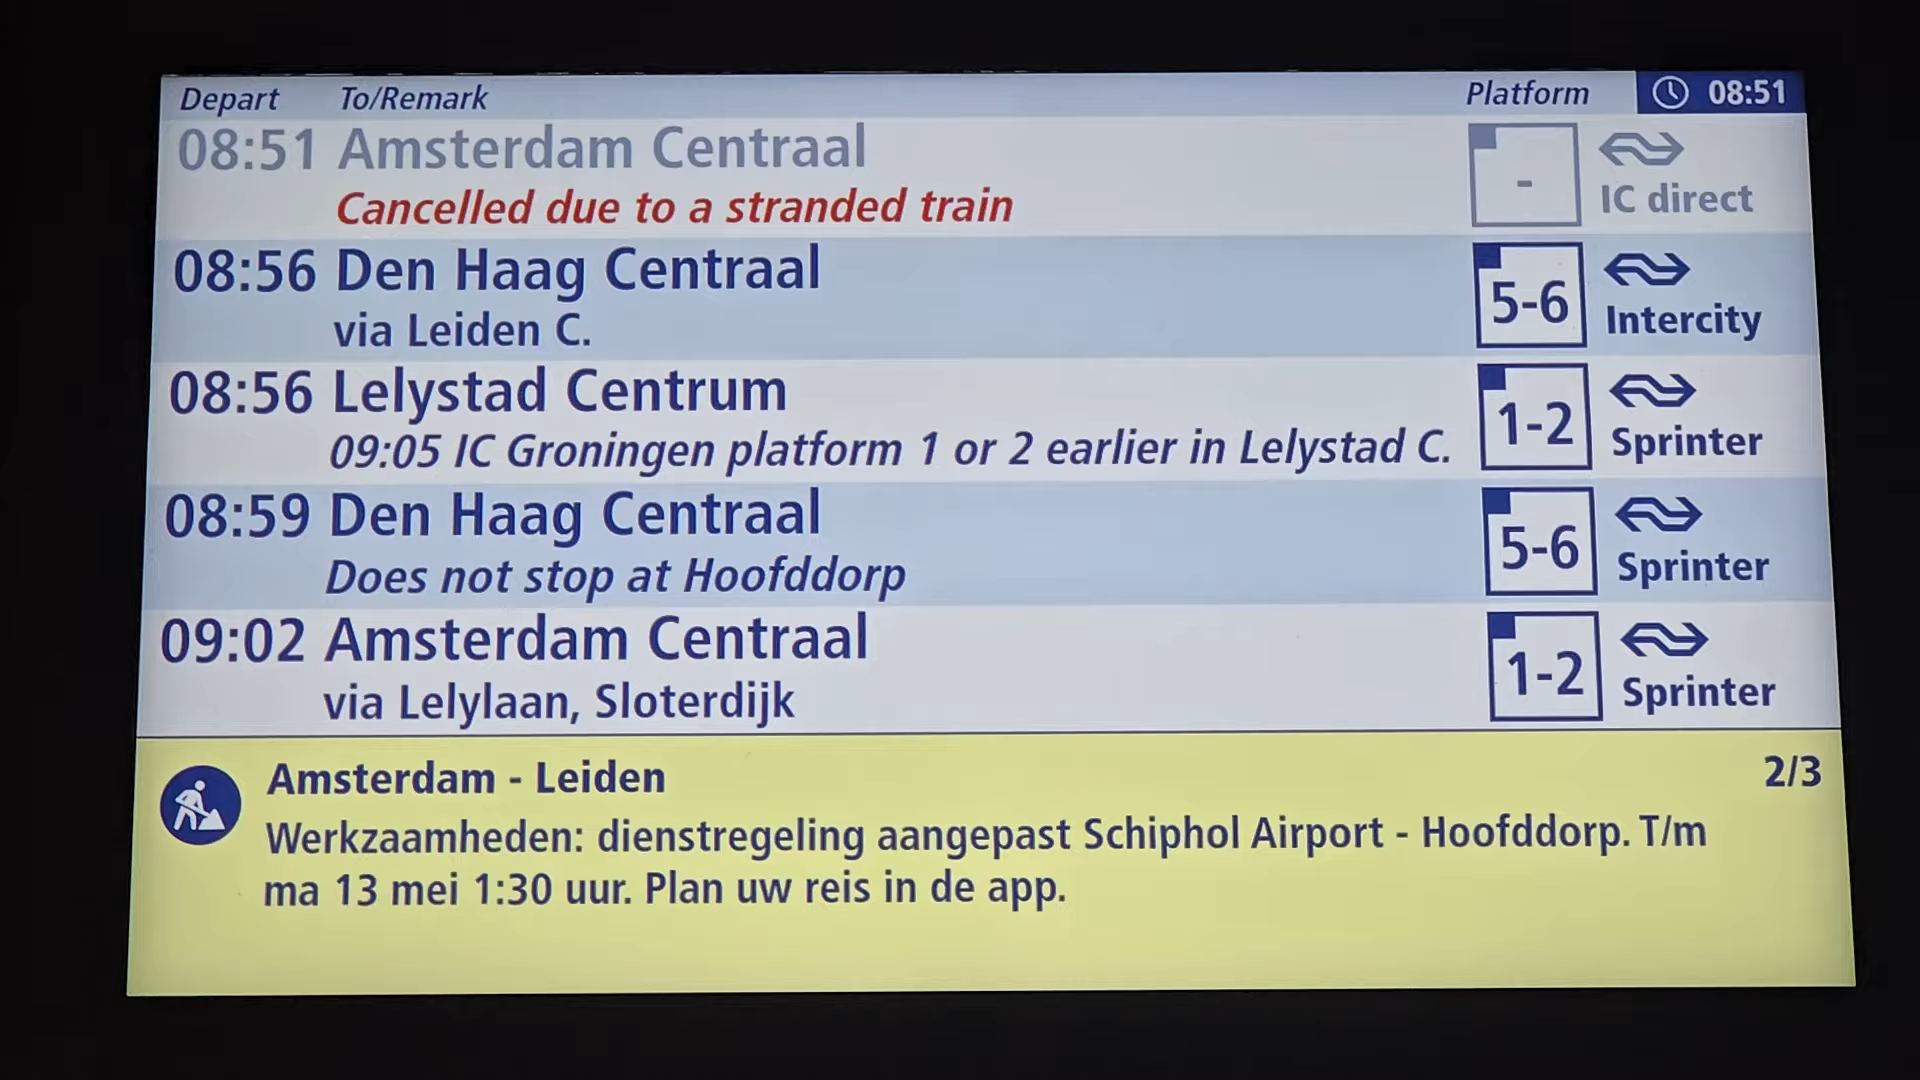 Depart To/Remark Platform 08:51
08:51 Amsterdam Centraal - IC direct
Cancelled due to a stranded train
08:56 Den Haag Centraal 5-6 Intercity
via Leiden C.
08:56 Lelystad Centrum 1-2 Sprinter
09:05 IC Groningen platform 1 or 2 earlier in Lelystad C.
08:59 Den Haag Centraal 5-6 Sprinter
Does not stop at Hoofddorp
09:02 Amsterdam Centraal 1-2 Sprinter
via Lelylaan, Sloterdijk
Amsterdam - Leiden 2/3
Werkzaamheden: dienstregeling aangepast Schiphol Airport - Hoofddorp. T/m
ma 13 mei 1:30 uur. Plan uw reis in de app.